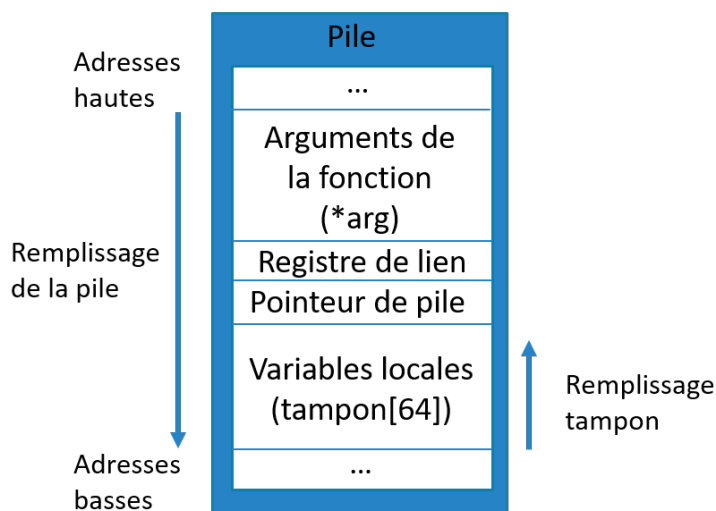 Pile
Adresses
hautes
...
Arguments de
la fonction
(*arg)
Remplissage
de la pile
Registre de lien
Pointeur de pile
Variables locales
(tampon[64])
Remplissage
tampon
Adresses
basses
...